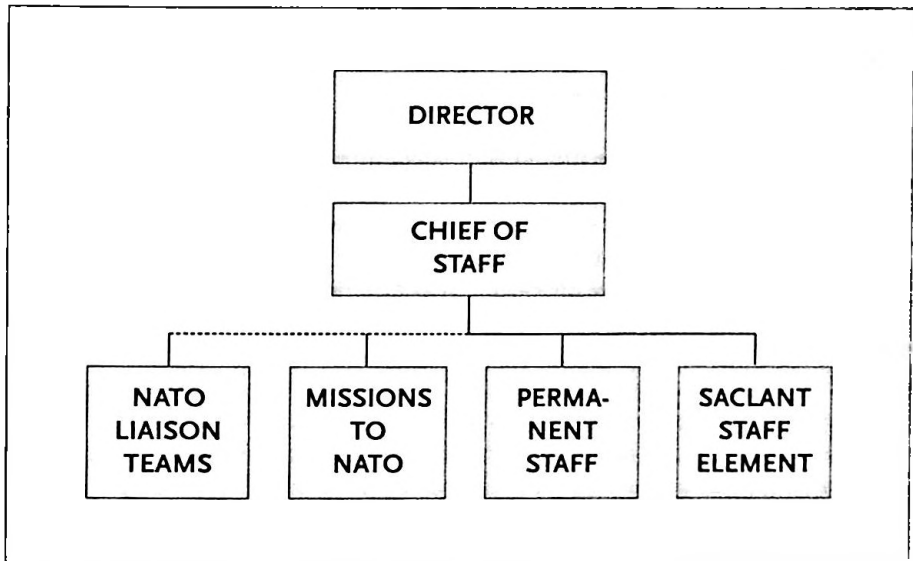 DIRECTOR
CHIEF OF
STAFF
NATO
LIAISON
TEAMS
MISSIONS
TO
NATO
PERMA-
NENT
STAFF
SACLANT
STAFF
ELEMENT